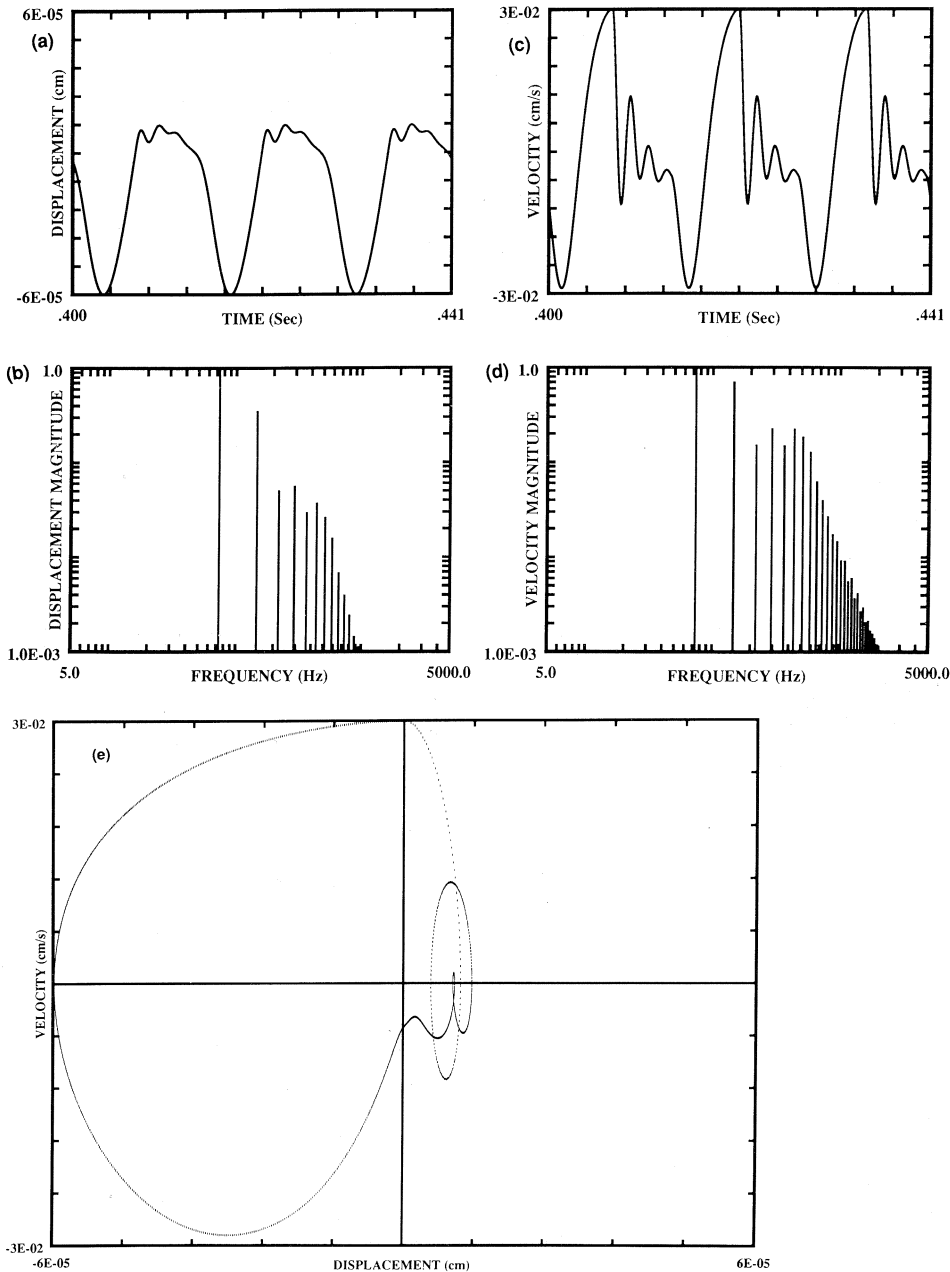 (a)
6E-05
DISPLACEMENT (cm)
-6E-05
.400
TIME (Sec)
.441
(c)
3E-02
VELOCITY (cm/s)
-3E-02
.400
TIME (Sec)
.441
(b)
1.0
DISPLACEMENT MAGNITUDE
1.0E-03
5.0
FREQUENCY (Hz)
5000.0
(d)
1.0
VELOCITY MAGNITUDE
1.0E-03
5.0
FREQUENCY (Hz)
5000.0
3E-02
(e)
VELOCITY (cm/s)
-3E-02
-6E-05
DISPLACEMENT (cm)
6E-05